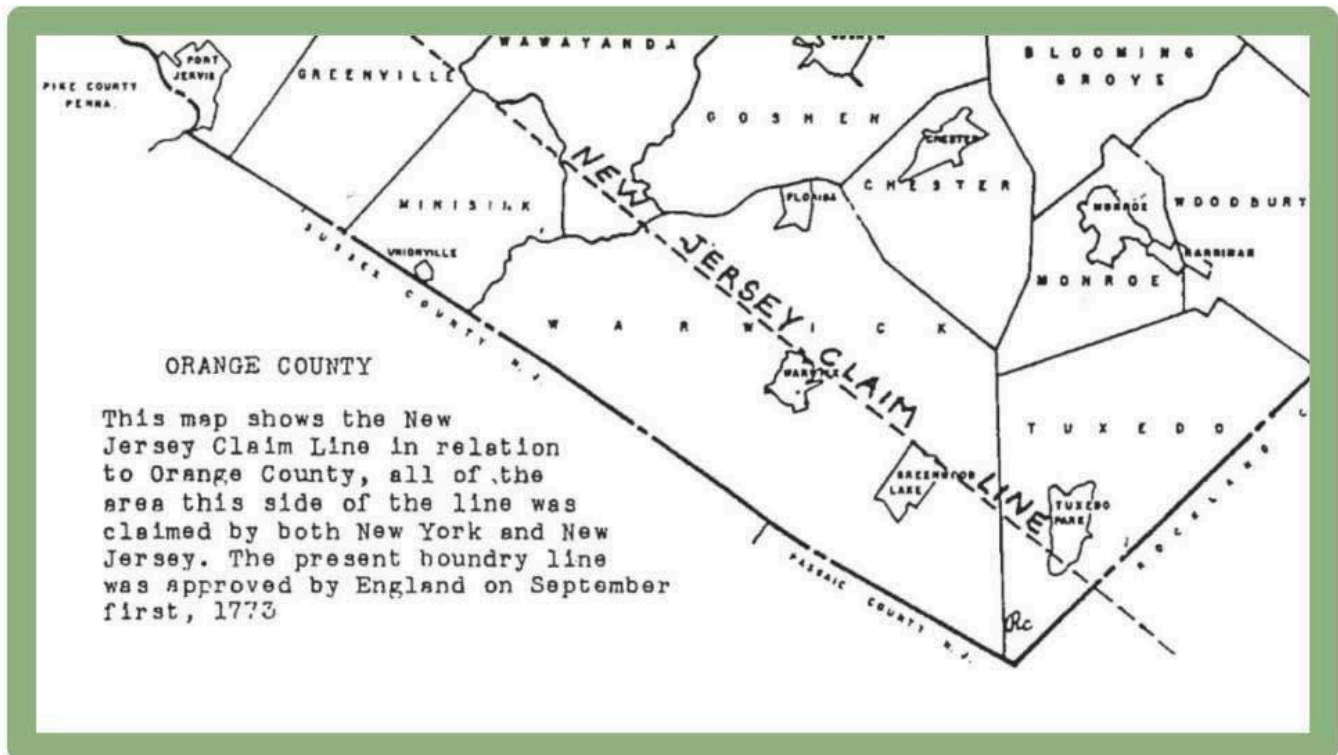 WAWAYANDA
GOSHEN
BLOOMING
GROVE
PORT
JERVIS
GREENVILLE
PIKE COUNTY
PENNA.
GOSHEN
CHESTER
CHESTER
NEW JERSEY CLAIM LINE
FLORIDA
MINISINK
MONROE
WOODBURY
HARRIMAN
MONROE
UNIONVILLE
SUSSEX COUNTY N. J.
WARWICK
WARWICK
TUXEDO
GREENWOOD
LAKE
TUXEDO
PARK
ROCKLAND C
PASSAIC COUNTY N. J.
Rc
ORANGE COUNTY
This map shows the New
Jersey Claim Line in relation
to Orange County, all of the
area this side of the line was
claimed by both New York and New
Jersey. The present boundry line
was approved by England on September
first, 1773